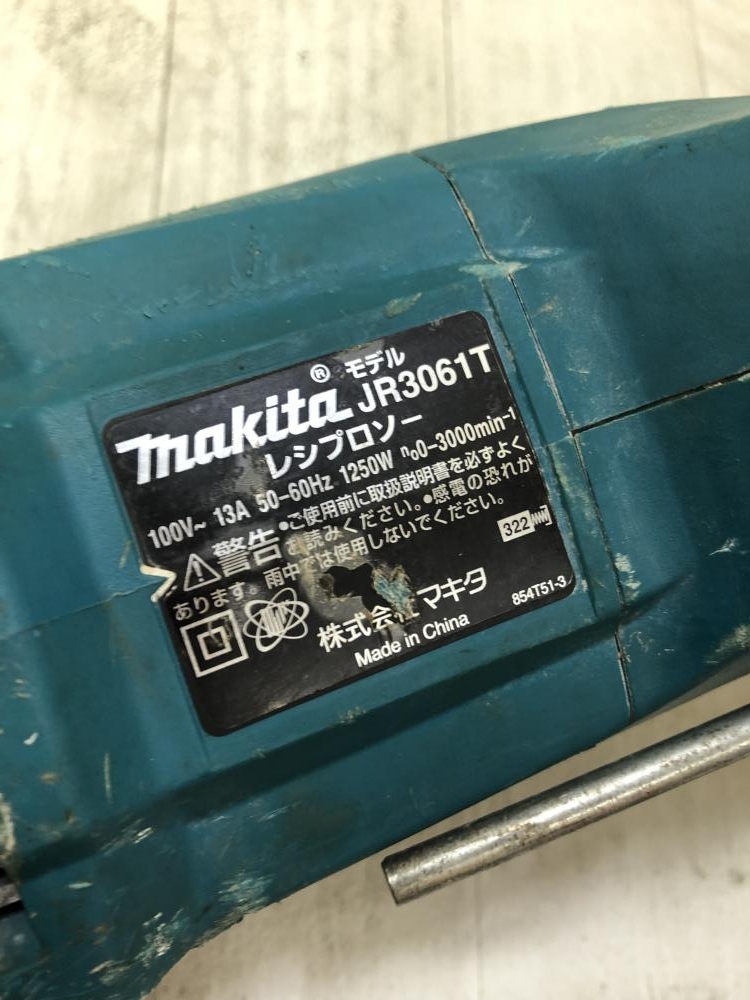 makita® モデル JR3061T
レシプロソー
100V~ 13A 50-60Hz 1250W n₀0-3000min⁻¹
⚠警告 •ご使用前に取扱説明書を必ずよく
お読みください。•感電の恐れが
あります。雨中では使用しないでください。
322
株式会社マキタ
854T51-3
Made in China